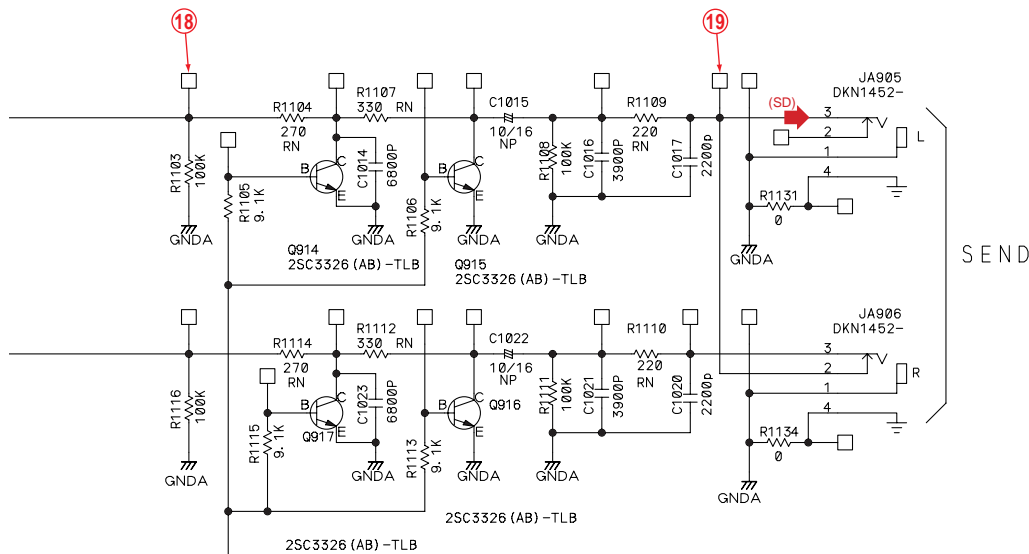 18
19
JA905
DKN1452-
R1107
330 RN
C1015
10/16
NP
R1104
270
RN
R1109
220
RN
(SD)
3
2
1
4
L
R1103
100K
R1105
9.1K
B
C
E
C1014
6800P
R1106
9.1K
B
C
E
R1108
100K
C1016
3900P
C1017
2200p
R1131
0
GNDA
GNDA
GNDA
GNDA
GNDA
Q914
2SC3326(AB)-TLB
Q915
2SC3326(AB)-TLB
SEND
JA906
DKN1452-
R1112
330 RN
C1022
10/16
NP
R1114
270
RN
R1110
220
RN
3
2
1
4
R
R1116
100K
R1115
9.1K
B
C
E
Q917
C1023
6800P
R1113
9.1K
B
C
E
Q916
R1111
100K
C1021
3900P
C1020
2200p
R1134
0
GNDA
GNDA
GNDA
GNDA
GNDA
2SC3326(AB)-TLB
2SC3326(AB)-TLB